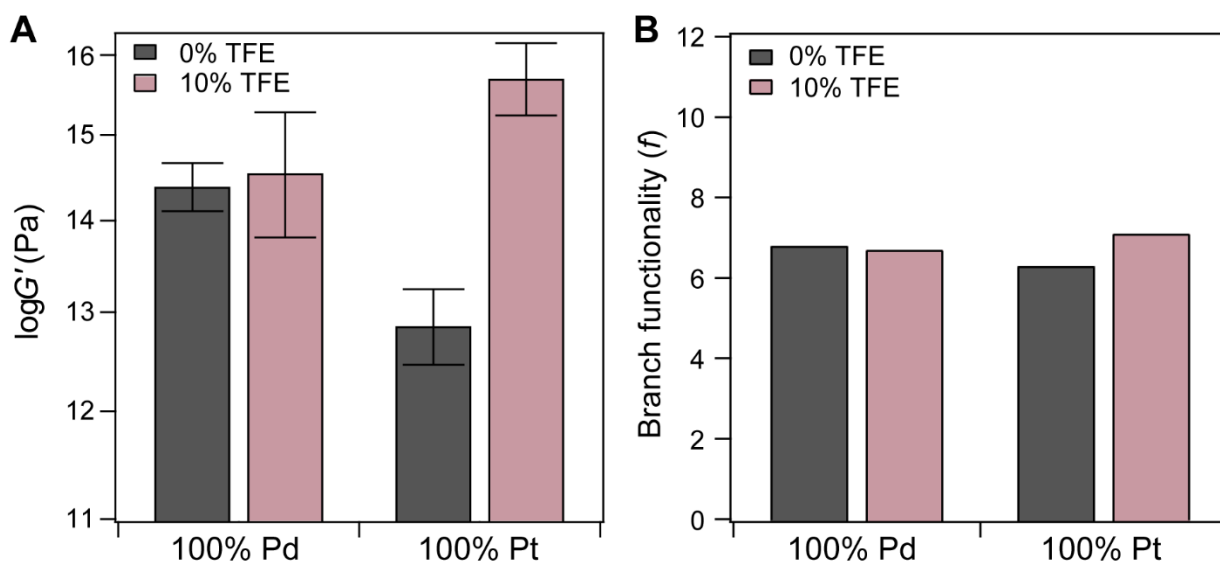 A
0% TFE
10% TFE
16
15
14
13
12
11
logG′ (Pa)
100% Pd
100% Pt
B
0% TFE
10% TFE
12
10
8
6
4
2
0
Branch functionality (f)
100% Pd
100% Pt